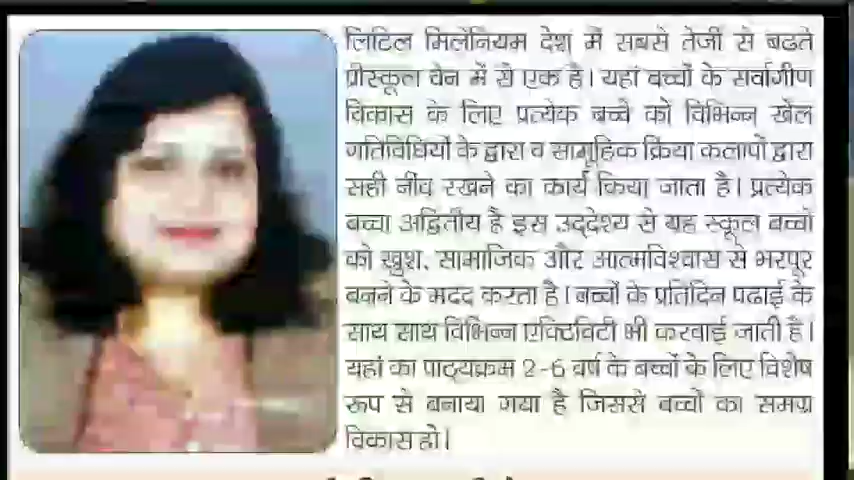 लिटिल मिलेनियम देश में सबसे तेजी से बढते
प्रीस्कूल चेन में से एक है। यहां बच्चों के सर्वागीण
विकास के लिए प्रत्येक बच्चे को विभिन्न खेल
गतिविधियों के द्वारा व सामूहिक क्रिया कलापों द्वारा
सही नींव रखने का कार्य किया जाता है। प्रत्येक
बच्चा अद्वितीय है इस उद्देश्य से यह स्कूल बच्चों
को खुश, सामाजिक और आत्मविश्वास से भरपूर
बनने के मदद करता है। बच्चों के प्रतिदिन पढाई के
साथ साथ विभिन्न एक्टिविटी भी करवाई जाती है।
यहां का पाठ्यक्रम 2-6 वर्ष के बच्चों के लिए विशेष
रूप से बनाया गया है जिससे बच्चों का समग्र
विकास हो।